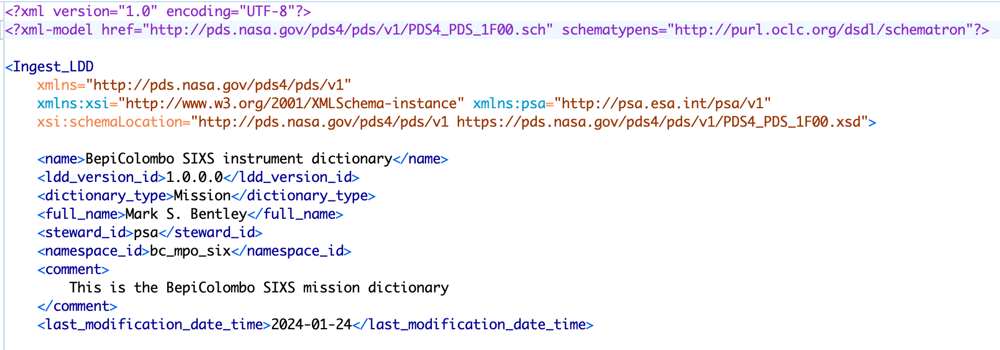 <?xml version="1.0" encoding="UTF-8"?>
<?xml-model href="http://pds.nasa.gov/pds4/pds/v1/PDS4_PDS_1F00.sch" schematypens="http://purl.oclc.org/dsdl/schematron"?>
<Ingest_LDD
xmlns="http://pds.nasa.gov/pds4/pds/v1"
xmlns:xsi="http://www.w3.org/2001/XMLSchema-instance" xmlns:psa="http://psa.esa.int/psa/v1"
xsi:schemaLocation="http://pds.nasa.gov/pds4/pds/v1 https://pds.nasa.gov/pds4/pds/v1/PDS4_PDS_1F00.xsd">
<name>BepiColombo SIXS instrument dictionary</name>
<ldd_version_id>1.0.0.0</ldd_version_id>
<dictionary_type>Mission</dictionary_type>
<full_name>Mark S. Bentley</full_name>
<steward_id>psa</steward_id>
<namespace_id>bc_mpo_six</namespace_id>
<comment>
This is the BepiColombo SIXS mission dictionary
</comment>
<last_modification_date_time>2024-01-24</last_modification_date_time>